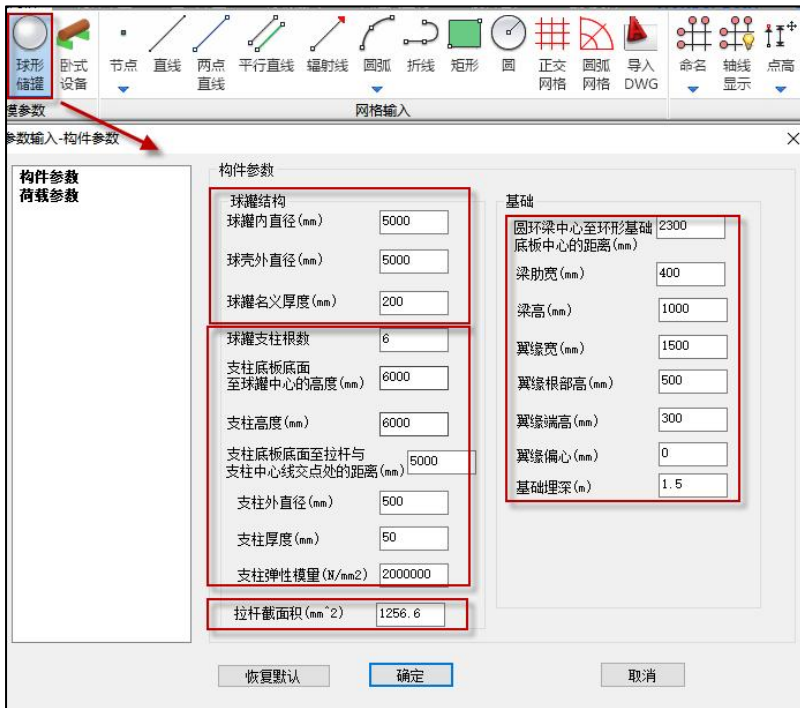 球形 卧式 节点 直线 两点 平行直线 辐射线 圆弧 折线 矩形 圆 正交 圆弧 导入 命名 轴线 点高
储罐 设备 直线 网格 网格 DWG 显示
模参数 网格输入
参数输入-构件参数
构件参数
荷载参数
构件参数
球罐结构
球罐内直径(mm) 5000
球壳外直径(mm) 5000
球罐名义厚度(mm) 200
球罐支柱根数 6
支柱底板底面
至球罐中心的高度(mm) 6000
支柱高度(mm) 6000
支柱底板底面至拉杆与
支柱中心线交点处的距离(mm) 5000
支柱外直径(mm) 500
支柱厚度(mm) 50
支柱弹性模量(N/mm2) 2000000
拉杆截面积(mm^2) 1256.6
基础
圆环梁中心至环形基础 2300
底板中心的距离(mm)
梁肋宽(mm) 400
梁高(mm) 1000
翼缘宽(mm) 1500
翼缘根部高(mm) 500
翼缘端高(mm) 300
翼缘偏心(mm) 0
基础埋深(m) 1.5
恢复默认 确定 取消